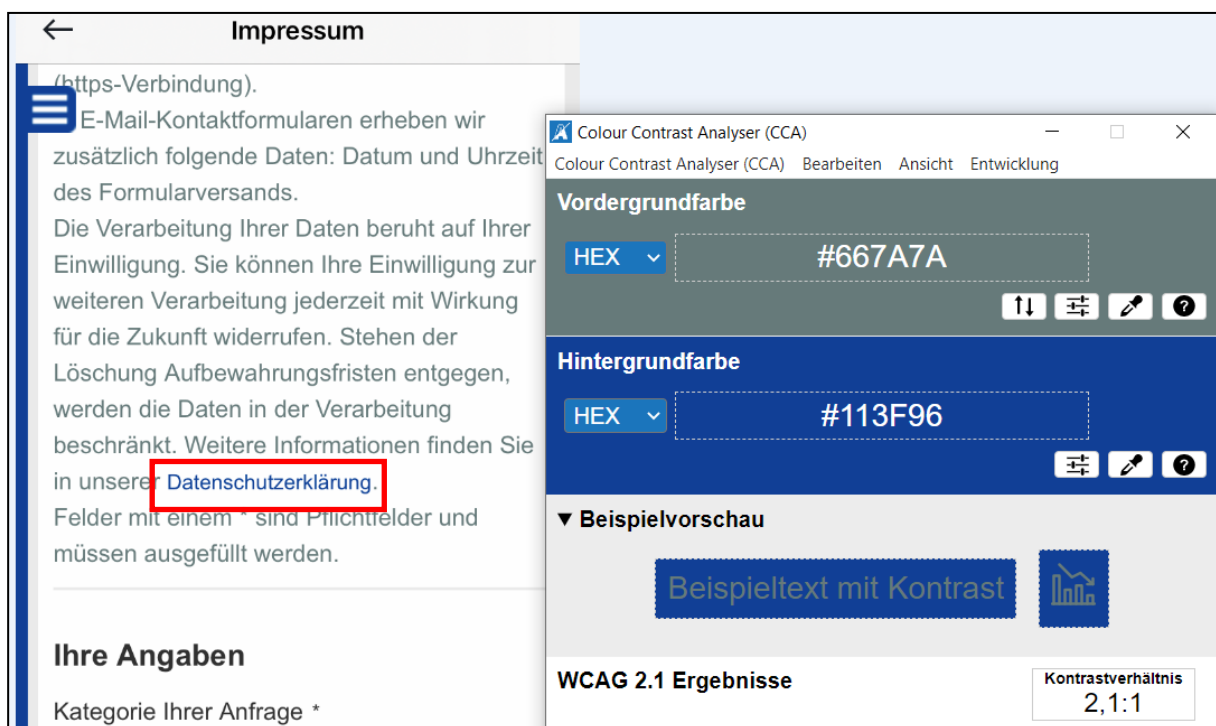 Impressum
(https-Verbindung).
E-Mail-Kontaktformularen erheben wir
zusätzlich folgende Daten: Datum und Uhrzeit
des Formularversands.
Die Verarbeitung Ihrer Daten beruht auf Ihrer
Einwilligung. Sie können Ihre Einwilligung zur
weiteren Verarbeitung jederzeit mit Wirkung
für die Zukunft widerrufen. Stehen der
Löschung Aufbewahrungsfristen entgegen,
werden die Daten in der Verarbeitung
beschränkt. Weitere Informationen finden Sie
in unserer Datenschutzerklärung.
Felder mit einem * sind Pflichtfelder und
müssen ausgefüllt werden.
Ihre Angaben
Kategorie Ihrer Anfrage *
Colour Contrast Analyser (CCA)
Colour Contrast Analyser (CCA) Bearbeiten Ansicht Entwicklung
Vordergrundfarbe
HEX #667A7A
Hintergrundfarbe
HEX #113F96
▼ Beispielvorschau
Beispieltext mit Kontrast
WCAG 2.1 Ergebnisse
Kontrastverhältnis
2,1:1